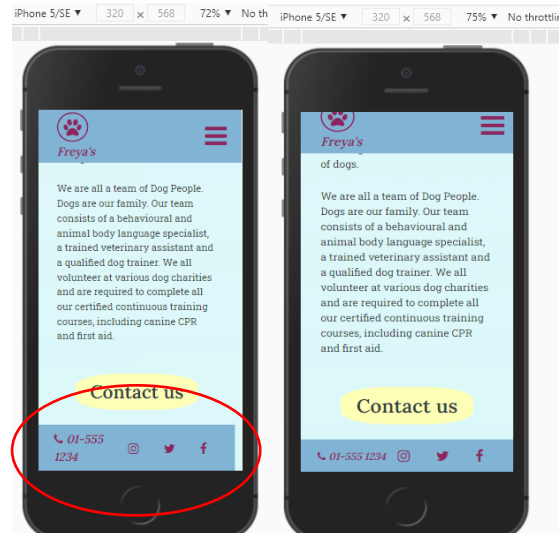 iPhone 5/SE ▼ 320 x 568 72% ▼ No th
Freya's
We are all a team of Dog People.
Dogs are our family. Our team
consists of a behavioural and
animal body language specialist,
a trained veterinary assistant and
a qualified dog trainer. We all
volunteer at various dog charities
and are required to complete all
our certified continuous training
courses, including canine CPR
and first aid.
Contact us
01-555
1234
iPhone 5/SE ▼ 320 x 568 75% ▼ No throttlin
Freya's
of dogs.
We are all a team of Dog People.
Dogs are our family. Our team
consists of a behavioural and
animal body language specialist,
a trained veterinary assistant and
a qualified dog trainer. We all
volunteer at various dog charities
and are required to complete all
our certified continuous training
courses, including canine CPR
and first aid.
Contact us
01-555 1234